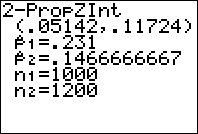 2-PropZInt
(.05142,.11724)
p̂1=.231
p̂2=.1466666667
n1=1000
n2=1200